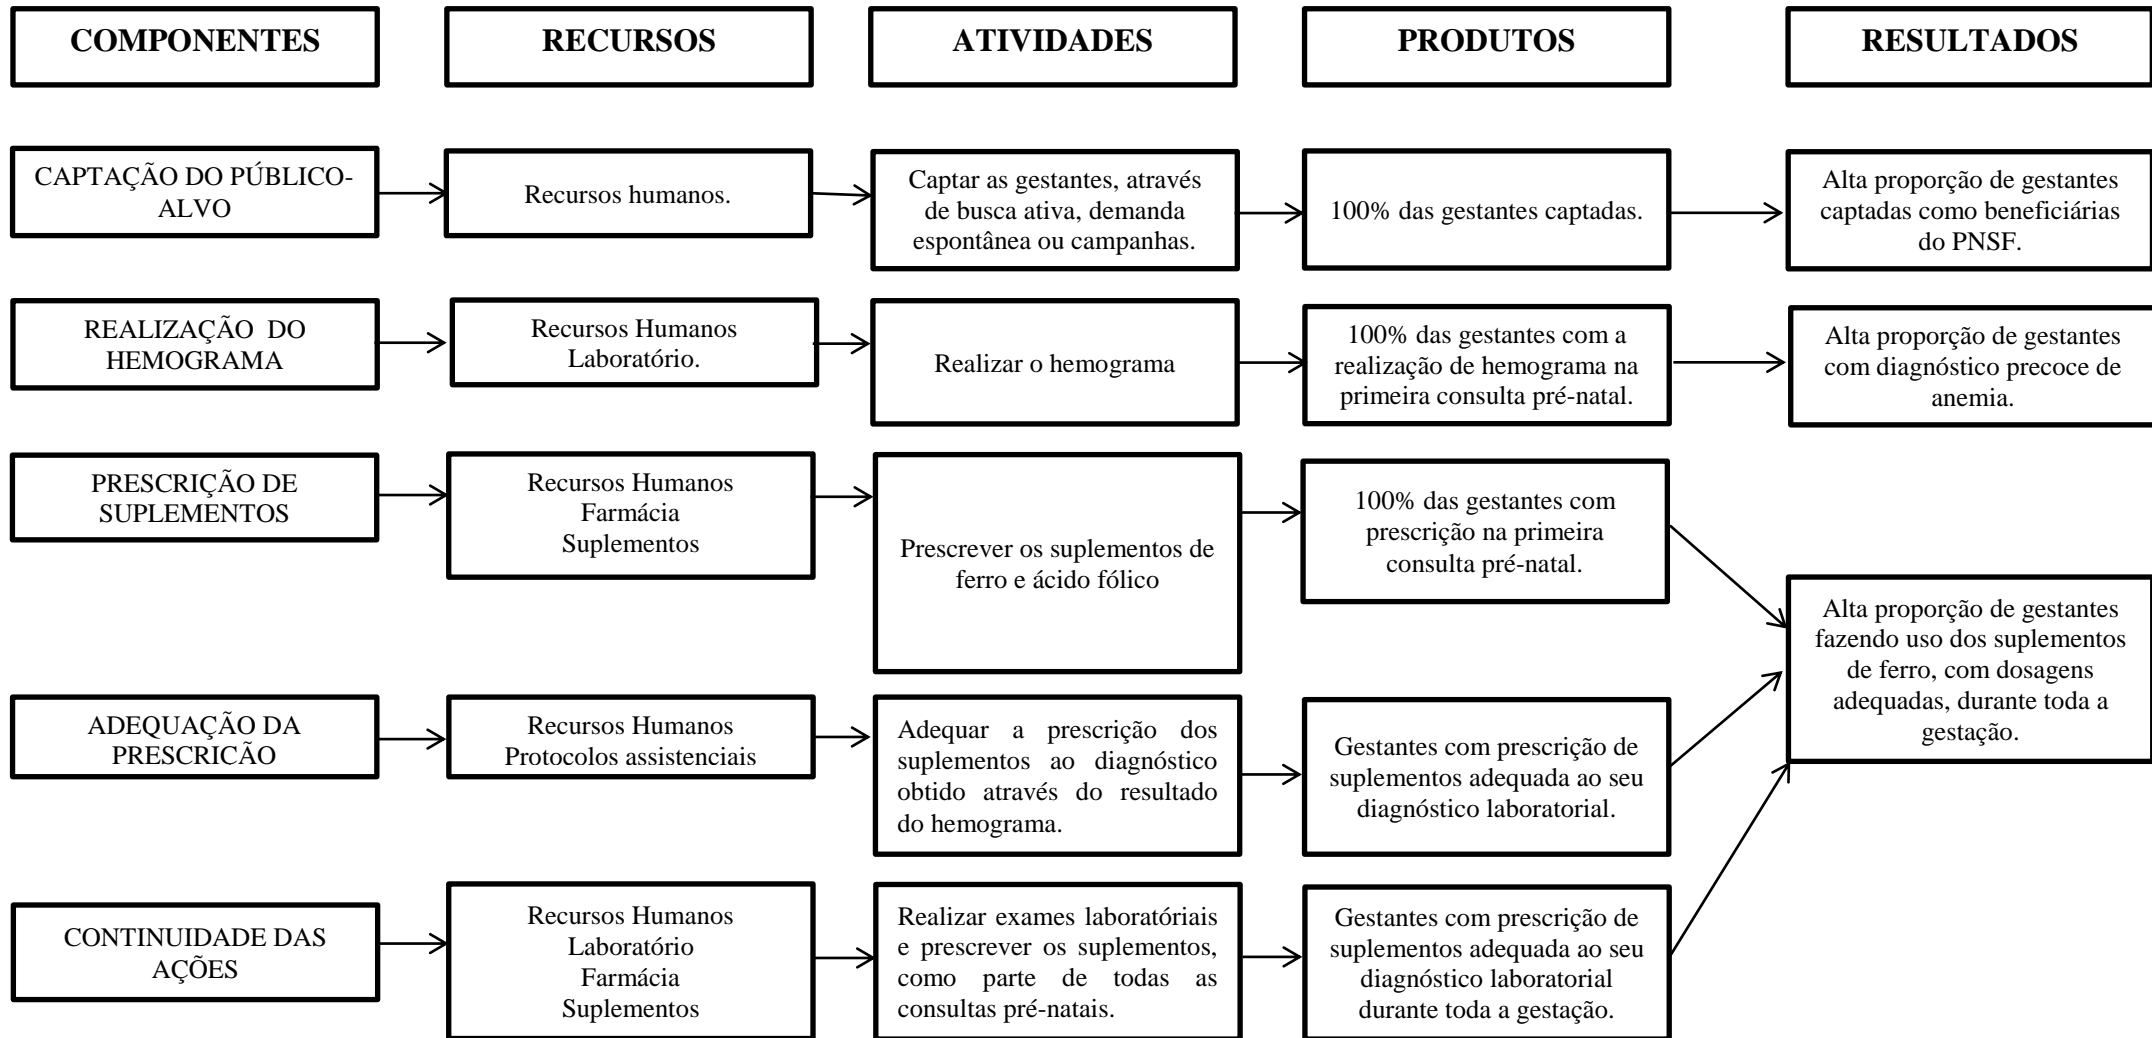 COMPONENTES
RECURSOS
ATIVIDADES
PRODUTOS
RESULTADOS
CAPTAÇÃO DO PÚBLICO-
ALVO
Recursos humanos.
Captar as gestantes, através
de busca ativa, demanda
espontânea ou campanhas.
100% das gestantes captadas.
Alta proporção de gestantes
captadas como beneficiárias
do PNSF.
REALIZAÇÃO DO
HEMOGRAMA
Recursos Humanos
Laboratório.
Realizar o hemograma
100% das gestantes com a
realização de hemograma na
primeira consulta pré-natal.
Alta proporção de gestantes
com diagnóstico precoce de
anemia.
PRESCRIÇÃO DE
SUPLEMENTOS
Recursos Humanos
Farmácia
Suplementos
Prescrever os suplementos de
ferro e ácido fólico
100% das gestantes com
prescrição na primeira
consulta pré-natal.
Alta proporção de gestantes
fazendo uso dos suplementos
de ferro, com dosagens
adequadas, durante toda a
gestação.
ADEQUAÇÃO DA
PRESCRICÃO
Recursos Humanos
Protocolos assistenciais
Adequar a prescrição dos
suplementos ao diagnóstico
obtido através do resultado
do hemograma.
Gestantes com prescrição de
suplementos adequada ao seu
diagnóstico laboratorial.
CONTINUIDADE DAS
AÇÕES
Recursos Humanos
Laboratório
Farmácia
Suplementos
Realizar exames laboratóriais
e prescrever os suplementos,
como parte de todas as
consultas pré-natais.
Gestantes com prescrição de
suplementos adequada ao seu
diagnóstico laboratorial
durante toda a gestação.